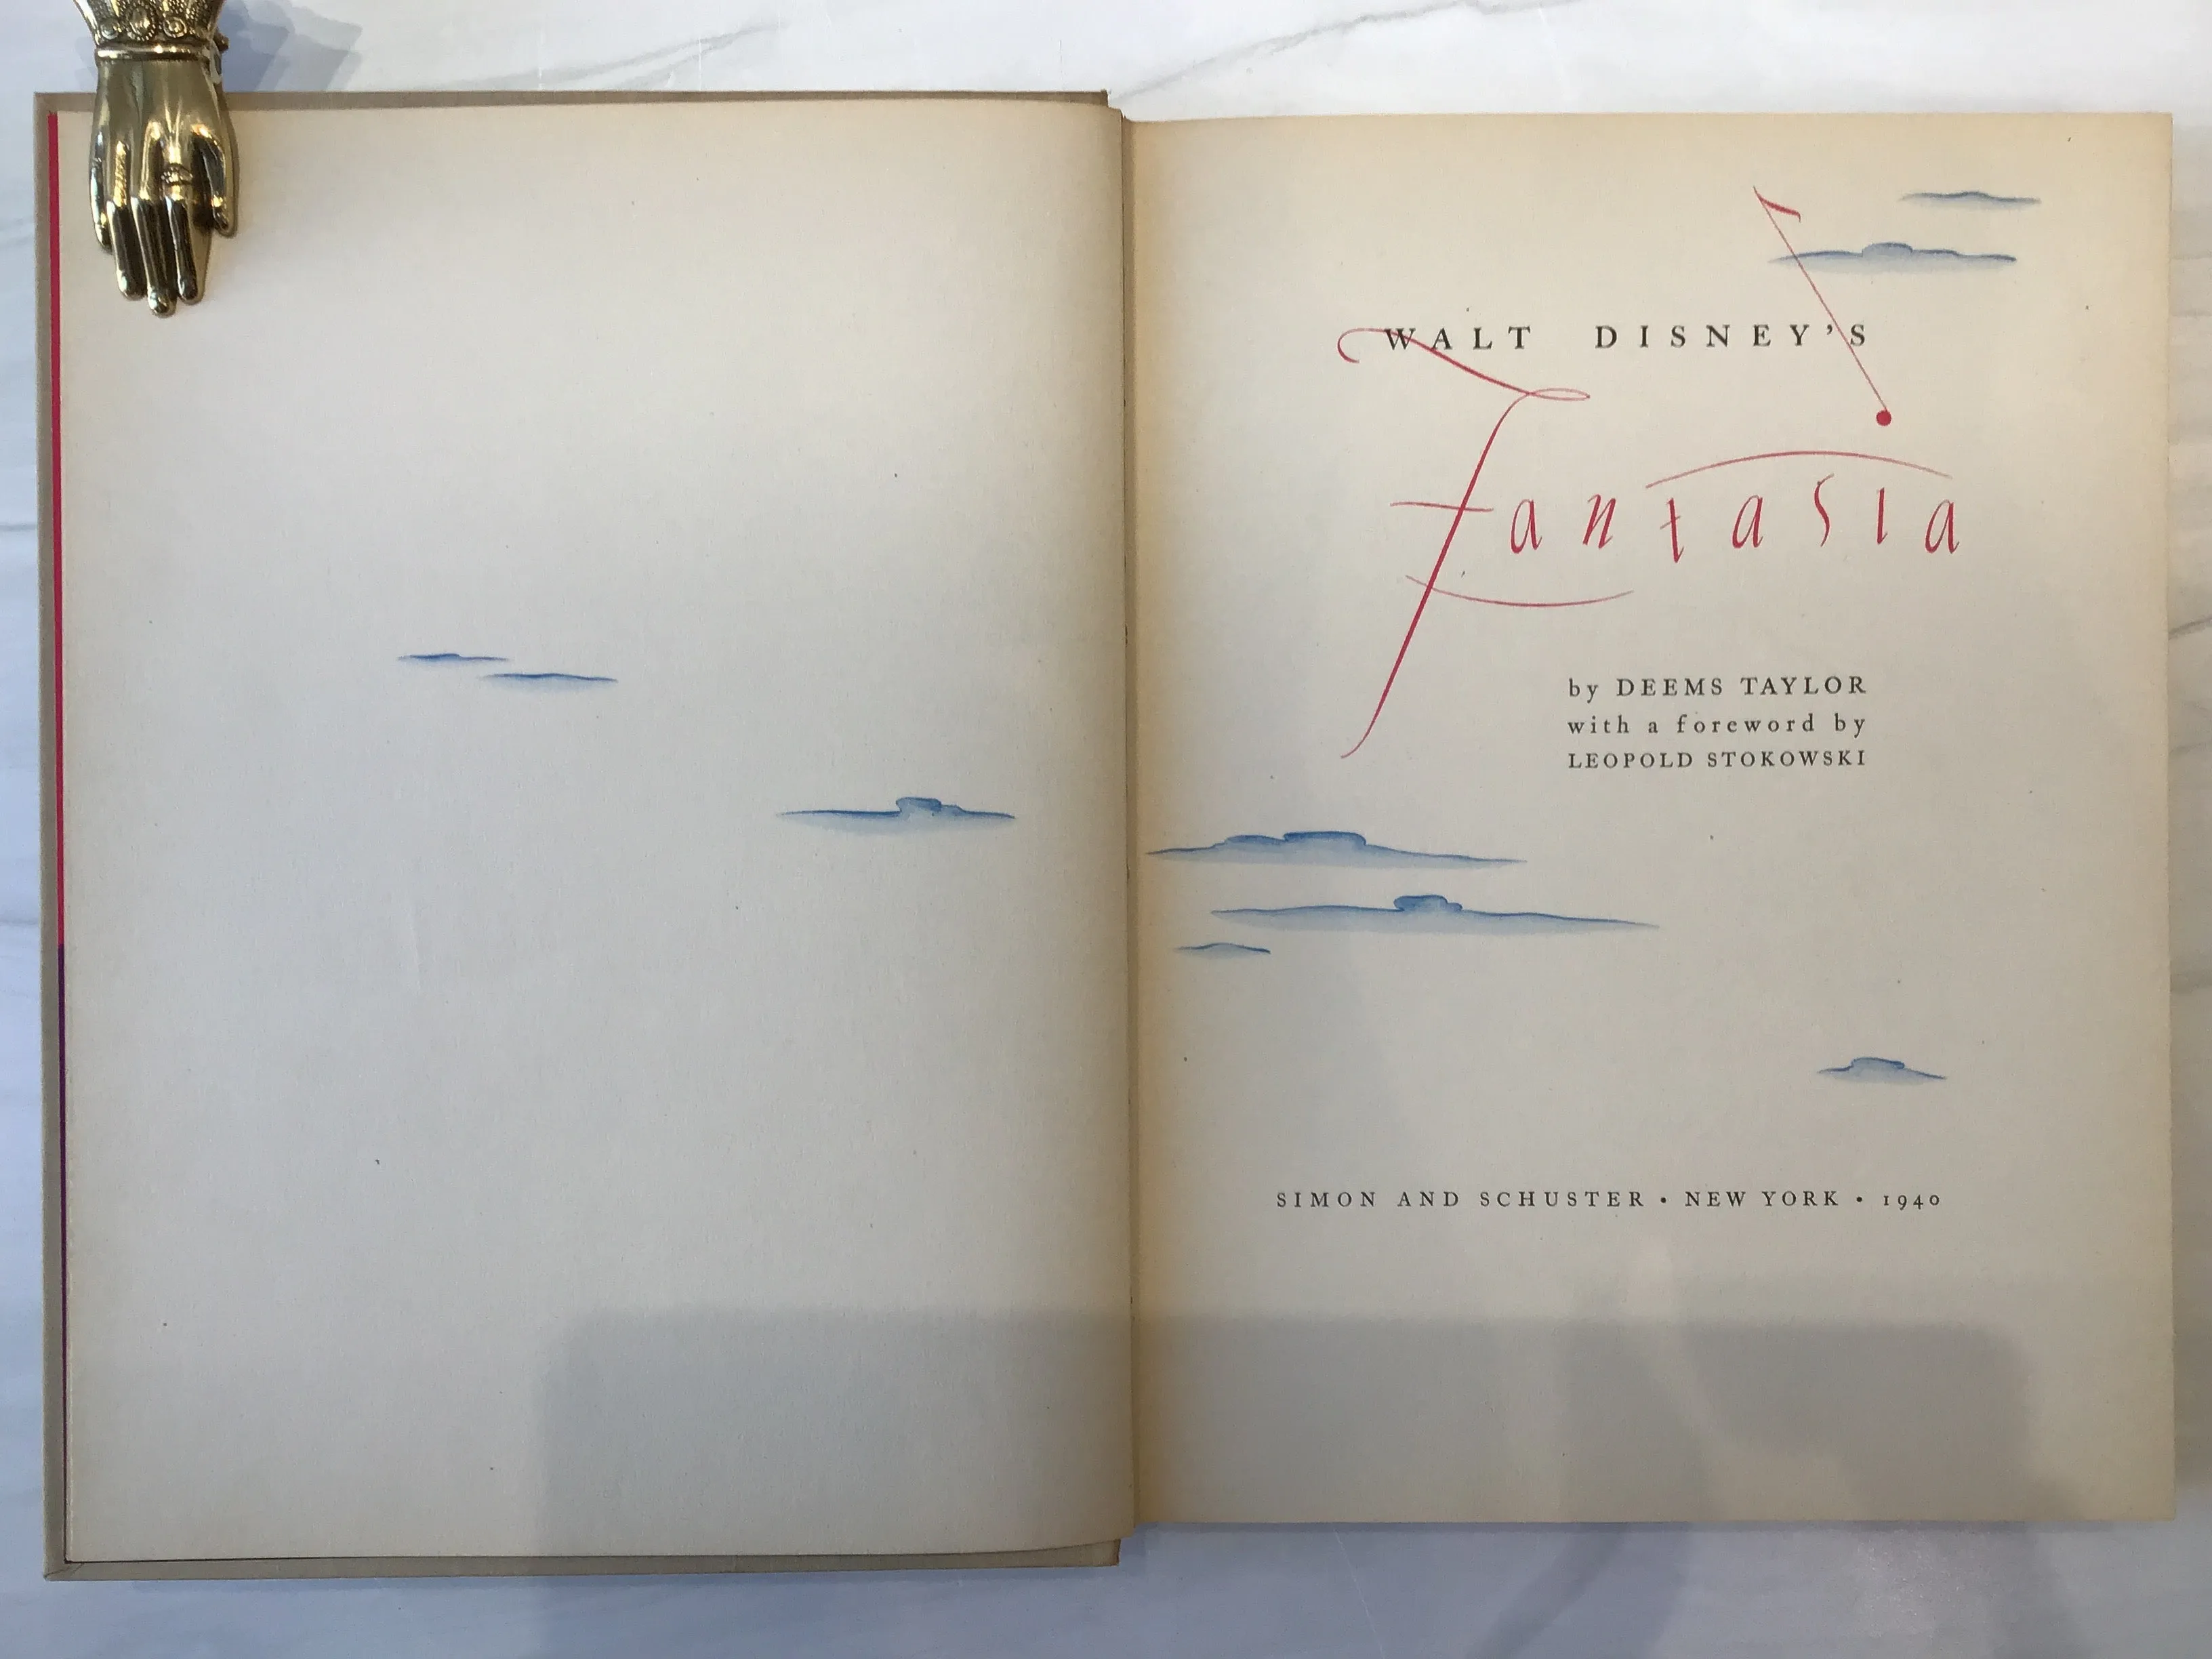 WALT DISNEY'S
Fantasia
by DEEMS TAYLOR
with a foreword by
LEOPOLD STOKOWSKI
SIMON AND SCHUSTER • NEW YORK • 1940